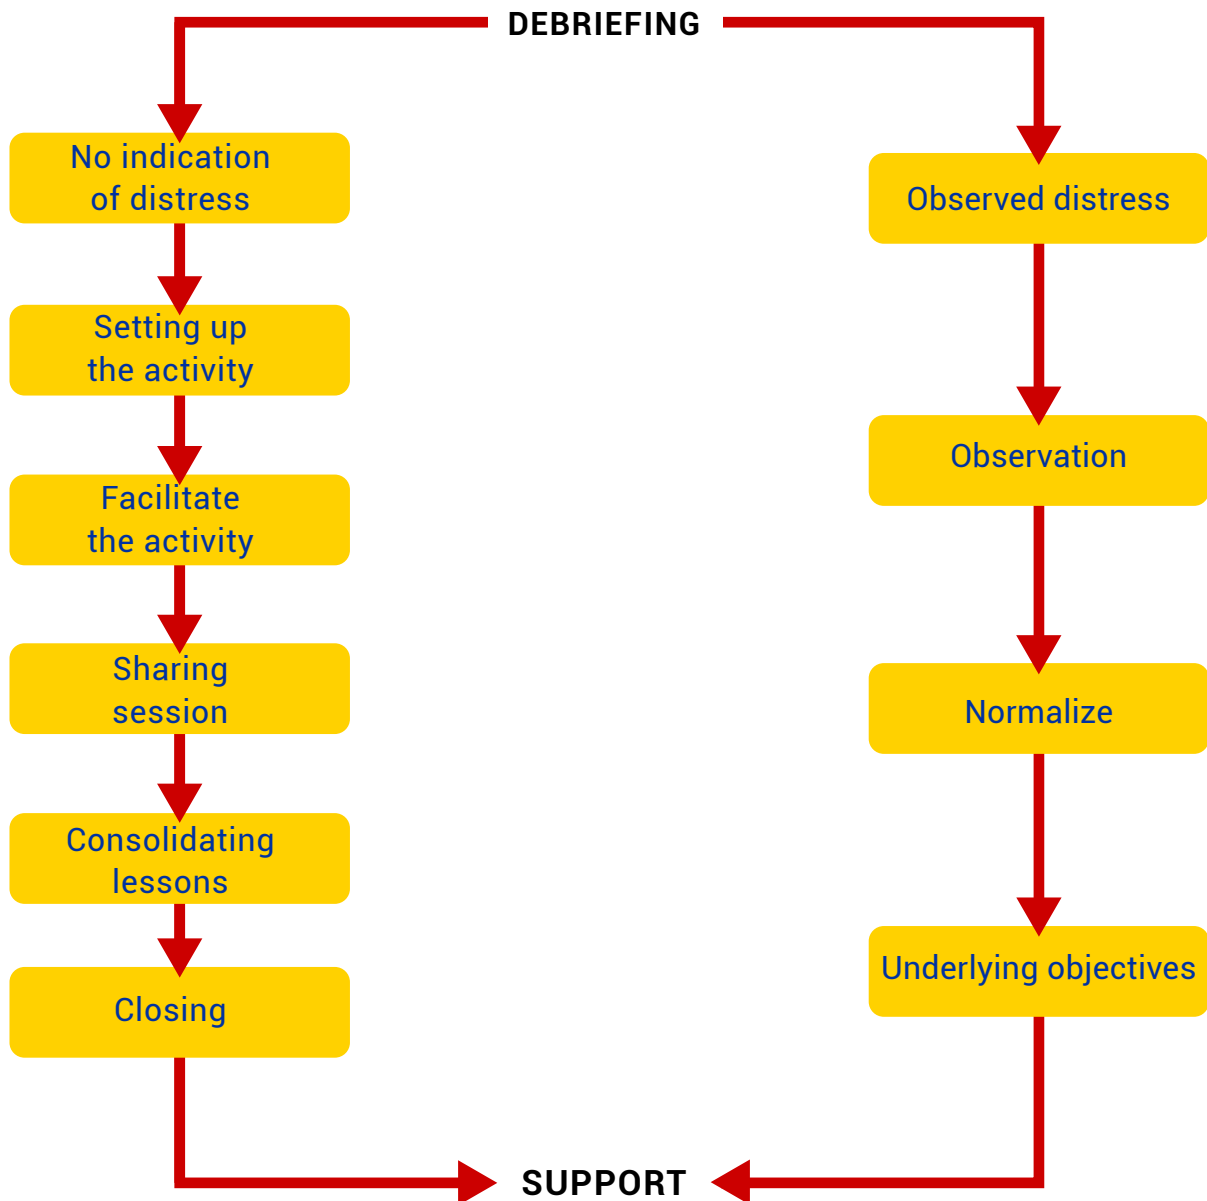 DEBRIEFING
No indication
of distress
Setting up
the activity
Facilitate
the activity
Sharing
session
Consolidating
lessons
Closing
Observed distress
Observation
Normalize
Underlying objectives
SUPPORT